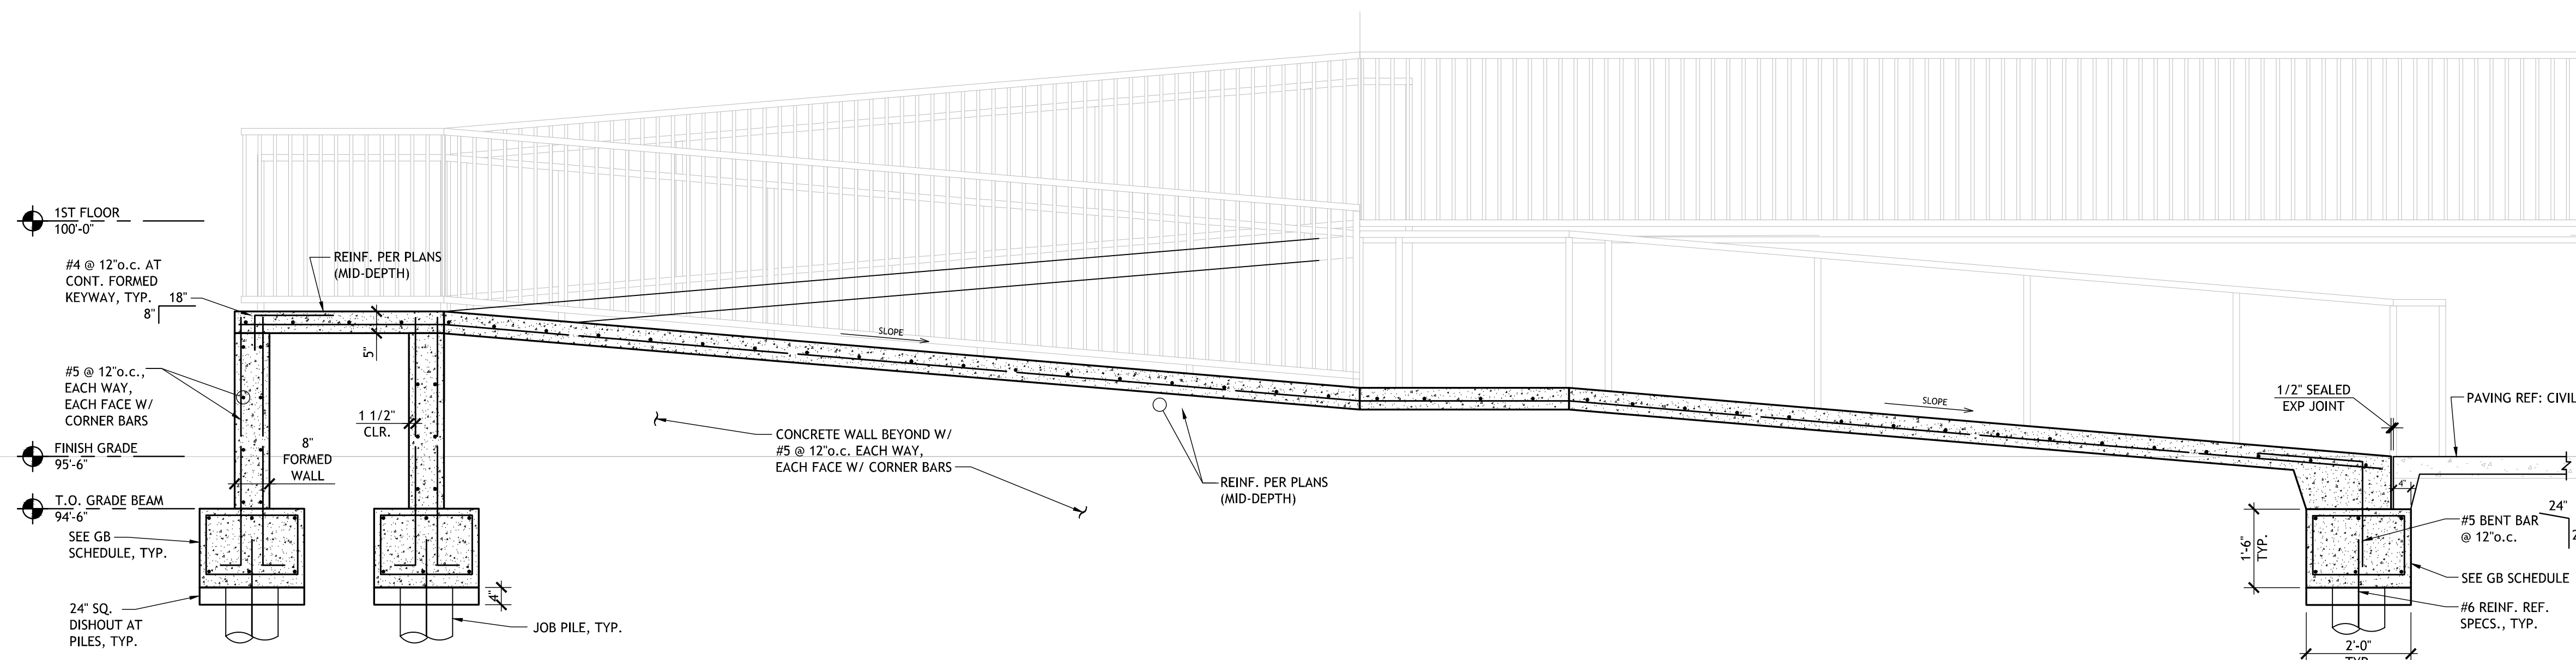 1ST FLOOR
100'-0"
#4 @ 12"o.c. AT
CONT. FORMED
KEYWAY, TYP.
18"
8"
REINF. PER PLANS
(MID-DEPTH)
5"
#5 @ 12"o.c.,
EACH WAY,
EACH FACE W/
CORNER BARS
1 1/2"
CLR.
8"
FORMED
WALL
FINISH GRADE
95'-6"
T.O. GRADE BEAM
94'-6"
SEE GB
SCHEDULE, TYP.
24" SQ.
DISHOUT AT
PILES, TYP.
4"
JOB PILE, TYP.
SLOPE
CONCRETE WALL BEYOND W/
#5 @ 12"o.c. EACH WAY,
EACH FACE W/ CORNER BARS
REINF. PER PLANS
(MID-DEPTH)
SLOPE
1/2" SEALED
EXP JOINT
PAVING REF: CIVIL
4"
24"
#5 BENT BAR
@ 12"o.c.
1'-6"
TYP.
SEE GB SCHEDULE
#6 REINF. REF.
SPECS., TYP.
2'-0"
TYP.